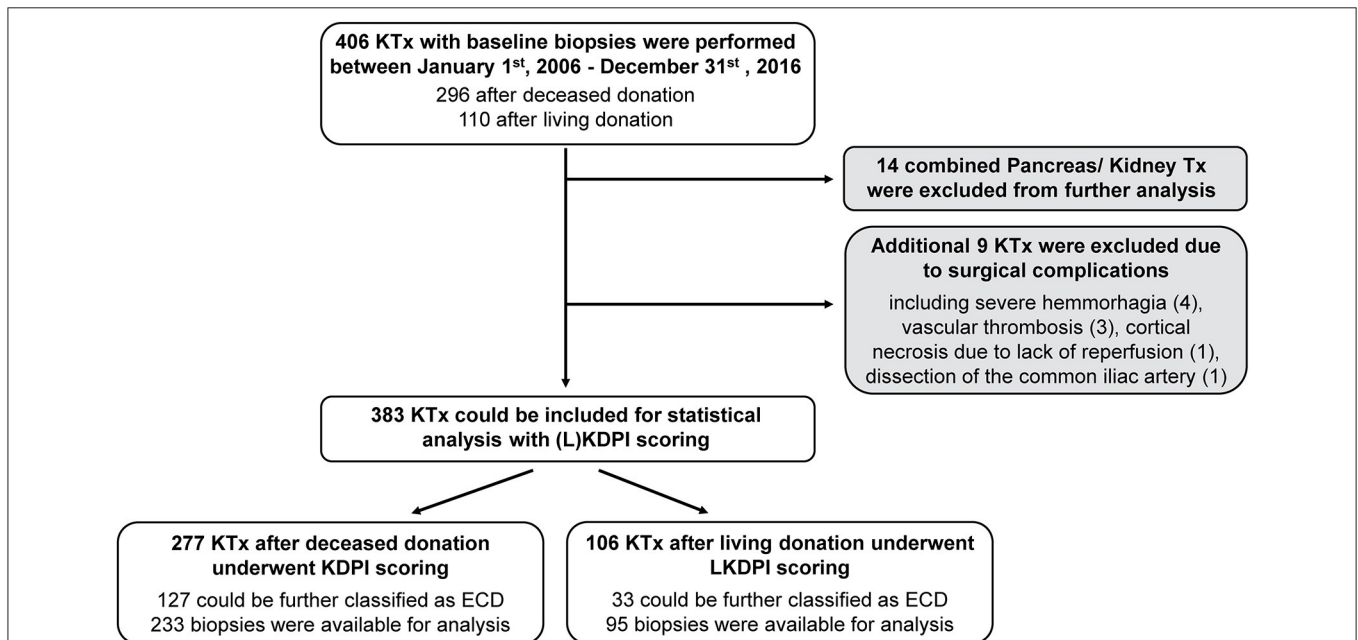 406 KTx with baseline biopsies were performed
between January 1st, 2006 - December 31st , 2016
296 after deceased donation
110 after living donation
14 combined Pancreas/ Kidney Tx
were excluded from further analysis
Additional 9 KTx were excluded due
to surgical complications
including severe hemmorhagia (4),
vascular thrombosis (3), cortical
necrosis due to lack of reperfusion (1),
dissection of the common iliac artery (1)
383 KTx could be included for statistical
analysis with (L)KDPI scoring
277 KTx after deceased donation
underwent KDPI scoring
127 could be further classified as ECD
233 biopsies were available for analysis
106 KTx after living donation underwent
LKDPI scoring
33 could be further classified as ECD
95 biopsies were available for analysis